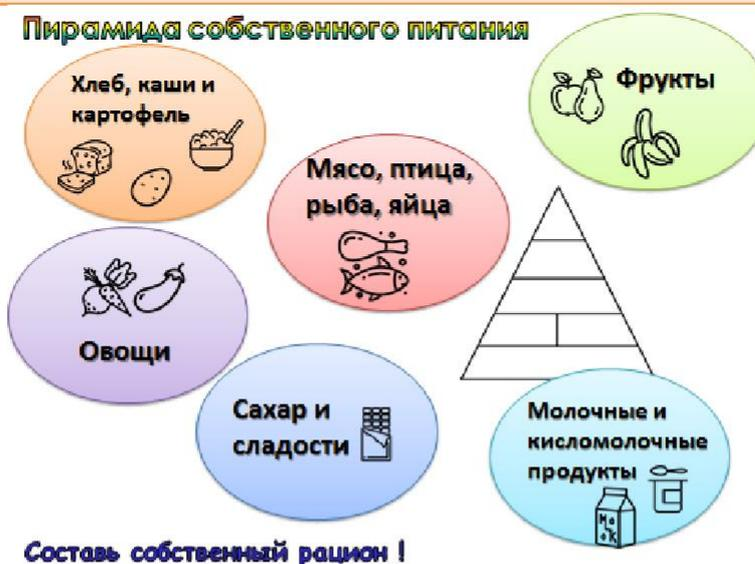 Пирамида собственного питания
Хлеб, каши и
картофель
Фрукты
Мясо, птица,
рыба, яйца
Овощи
Сахар и
сладости
Молочные и
кисломолочные
продукты
Составь собственный рацион !